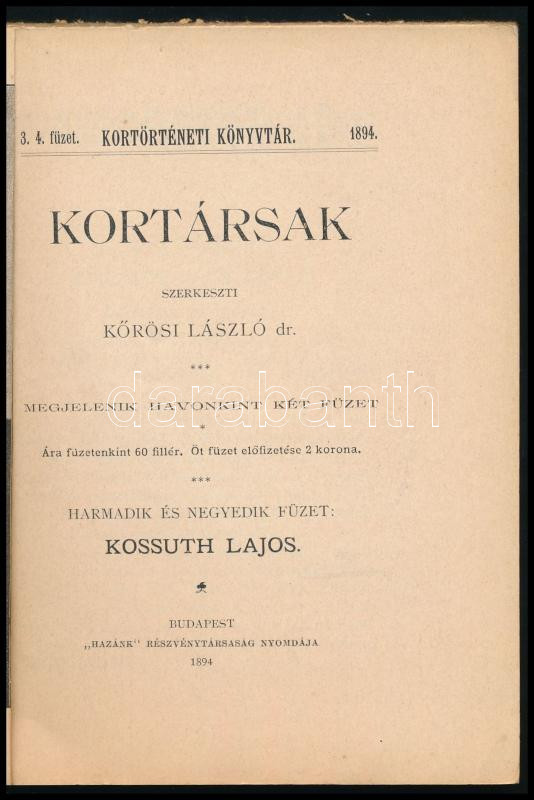 3. 4. füzet. KORTÖRTÉNETI KÖNYVTÁR. 1894.
KORTÁRSAK
SZERKESZTI
KŐRÖSI LÁSZLÓ dr.
***
darabanth
MEGJELENIK HAVONKINT KÉT FÜZET
*
Ára füzetenkint 60 fillér. Öt füzet előfizetése 2 korona.
***
HARMADIK ÉS NEGYEDIK FÜZET:
KOSSUTH LAJOS.
BUDAPEST
„HAZÁNK" RÉSZVÉNYTÁRSASÁG NYOMDÁJA
1894